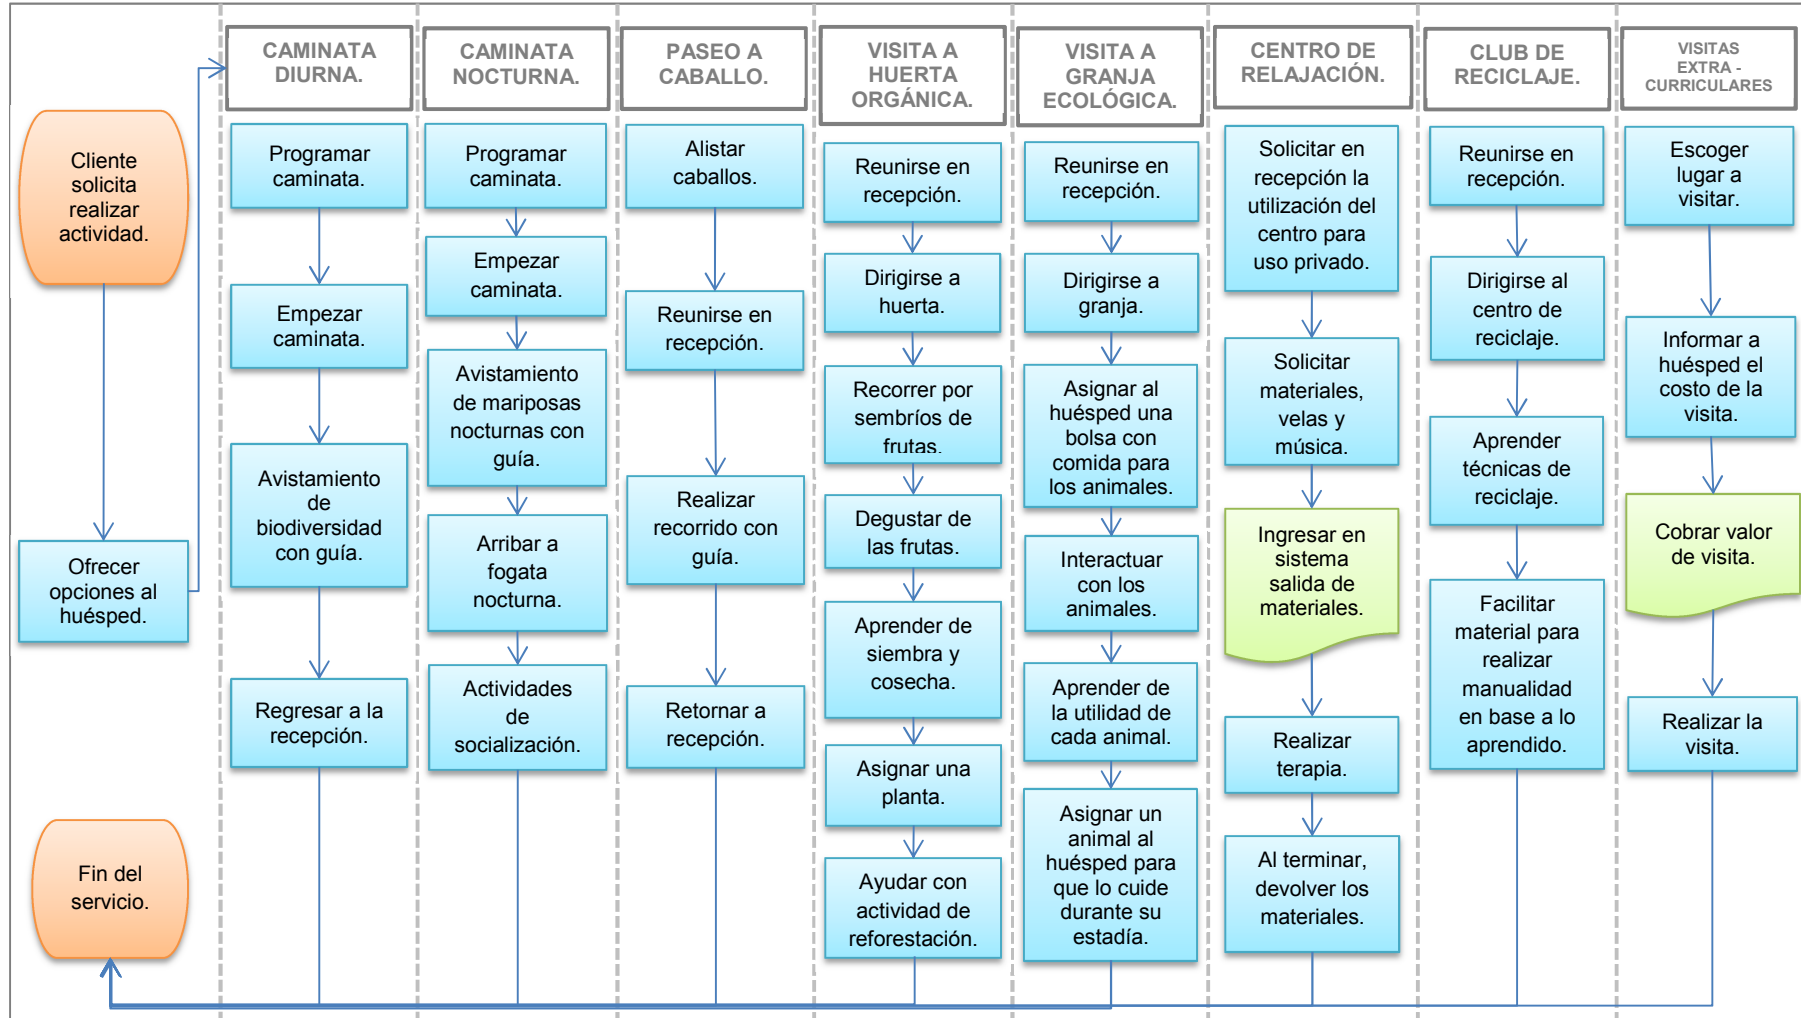 Cliente
solicita
realizar
actividad.
Ofrecer
opciones al
huésped.
Fin del
servicio.
CAMINATA
DIURNA.
Programar
caminata.
Empezar
caminata.
Avistamiento
de
biodiversidad
con guía.
Regresar a la
recepción.
CAMINATA
NOCTURNA.
Programar
caminata.
Empezar
caminata.
Avistamiento
de mariposas
nocturnas con
guía.
Arribar a
fogata
nocturna.
Actividades
de
socialización.
PASEO A
CABALLO.
Alistar
caballos.
Reunirse en
recepción.
Realizar
recorrido con
guía.
Retornar a
recepción.
VISITA A
HUERTA
ORGÁNICA.
Reunirse en
recepción.
Dirigirse a
huerta.
Recorrer por
sembríos de
frutas.
Degustar de
las frutas.
Aprender de
siembra y
cosecha.
Asignar una
planta.
Ayudar con
actividad de
reforestación.
VISITA A
GRANJA
ECOLÓGICA.
Reunirse en
recepción.
Dirigirse a
granja.
Asignar al
huésped una
bolsa con
comida para
los animales.
Interactuar
con los
animales.
Aprender de
la utilidad de
cada animal.
Asignar un
animal al
huésped para
que lo cuide
durante su
estadía.
CENTRO DE
RELAJACIÓN.
Solicitar en
recepción la
utilización del
centro para
uso privado.
Solicitar
materiales,
velas y
música.
Ingresar en
sistema
salida de
materiales.
Realizar
terapia.
Al terminar,
devolver los
materiales.
CLUB DE
RECICLAJE.
Reunirse en
recepción.
Dirigirse al
centro de
reciclaje.
Aprender
técnicas de
reciclaje.
Facilitar
material para
realizar
manualidad
en base a lo
aprendido.
VISITAS
EXTRA -
CURRICULARES
Escoger
lugar a
visitar.
Informar a
huésped el
costo de la
visita.
Cobrar valor
de visita.
Realizar la
visita.